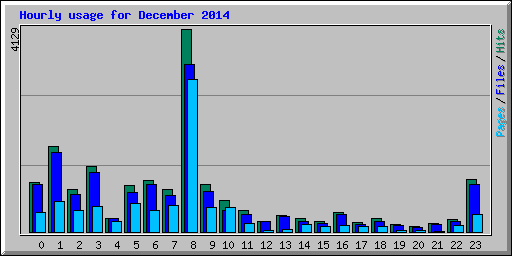 Hourly usage for December 2014
4129
Pages/Files/Hits
0 1 2 3 4 5 6 7 8 9 10 11 12 13 14 15 16 17 18 19 20 21 22 23